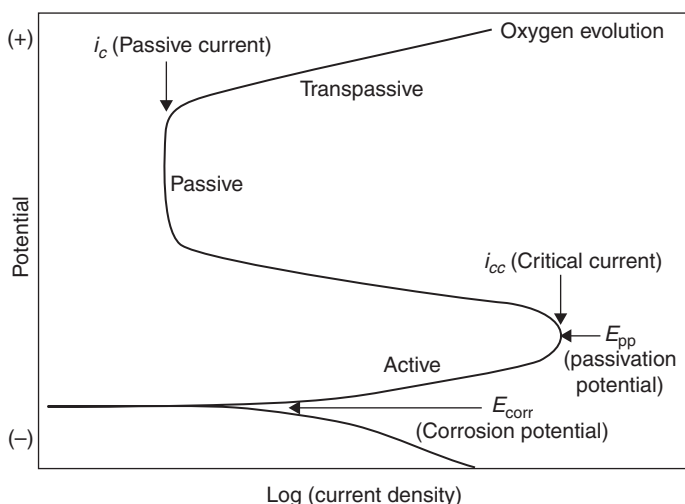 (+)
i_c (Passive current)
Oxygen evolution
Transpassive
Passive
Potential
i_cc (Critical current)
E_pp
(passivation
potential)
Active
E_corr
(Corrosion potential)
(–)
Log (current density)